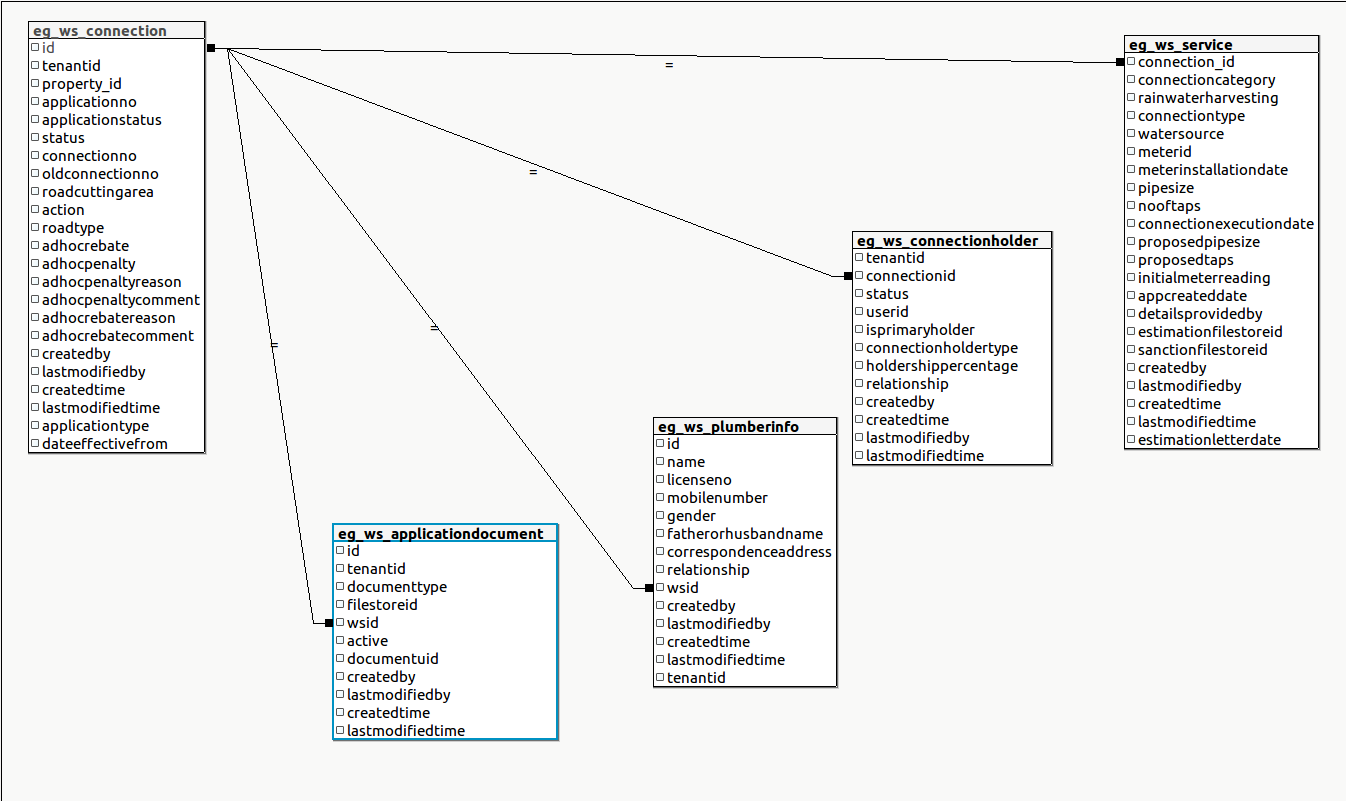 eg_ws_connection
id
tenantid
property_id
applicationno
applicationstatus
status
connectionno
oldconnectionno
roadcuttingarea
action
roadtype
adhocrebate
adhocpenalty
adhocpenaltyreason
adhocpenaltycomment
adhocrebatereason
adhocrebatecomment
createdby
lastmodifiedby
createdtime
lastmodifiedtime
applicationtype
dateeffectivefrom
=
=
=
=
eg_ws_service
connection_id
connectioncategory
rainwaterharvesting
connectiontype
watersource
meterid
meterinstallationdate
pipesize
nooftaps
connectionexecutiondate
proposedpipesize
proposedtaps
initialmeterreading
appcreateddate
detailsprovidedby
estimationfilestoreid
sanctionfilestoreid
createdby
lastmodifiedby
createdtime
lastmodifiedtime
estimationletterdate
eg_ws_connectionholder
tenantid
connectionid
status
userid
isprimaryholder
connectionholdertype
holdershippercentage
relationship
createdby
createdtime
lastmodifiedby
lastmodifiedtime
eg_ws_plumberinfo
id
name
licenseno
mobilenumber
gender
fatherorhusbandname
correspondenceaddress
relationship
wsid
createdby
lastmodifiedby
createdtime
lastmodifiedtime
tenantid
eg_ws_applicationdocument
id
tenantid
documenttype
filestoreid
wsid
active
documentuid
createdby
lastmodifiedby
createdtime
lastmodifiedtime